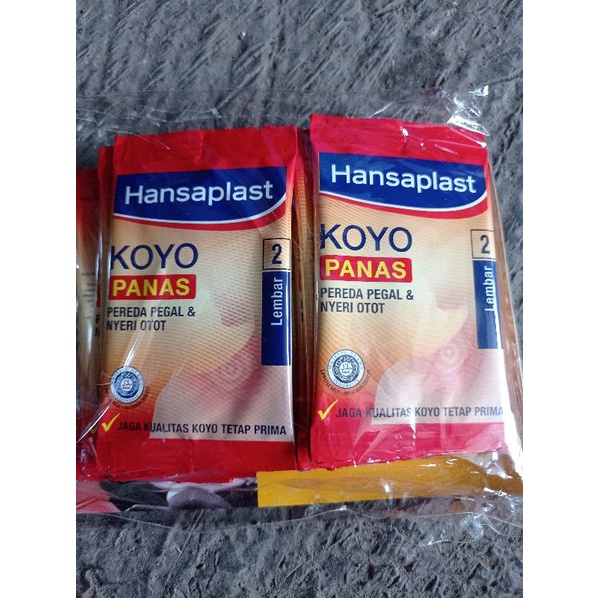 Hansaplast
KOYO
PANAS
PEREDA PEGAL &
NYERI OTOT
2
Lembar
JAGA KUALITAS KOYO TETAP PRIMA
Hansaplast
KOYO
PANAS
PEREDA PEGAL &
NYERI OTOT
2
Lembar
JAGA KUALITAS KOYO TETAP PRIMA